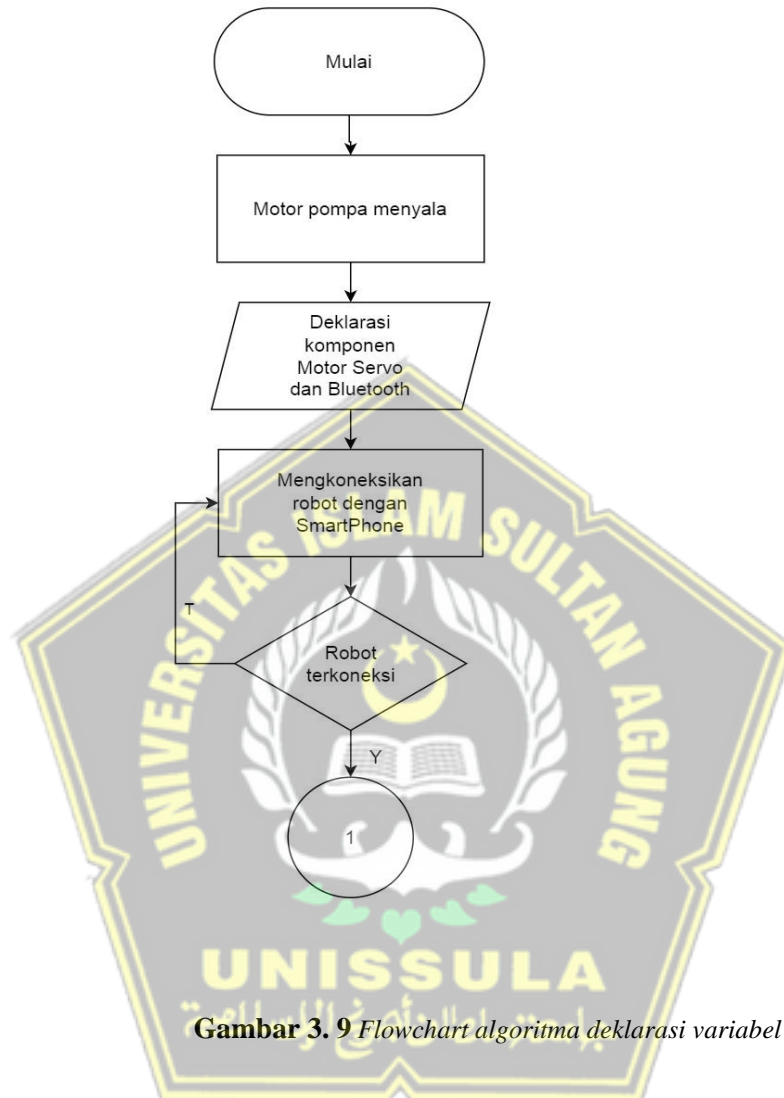 Mulai
Motor pompa menyala
Deklarasi
komponen
Motor Servo
dan Bluetooth
Mengkoneksikan
robot dengan
SmartPhone
T
Robot
terkoneksi
Y
1
UNIVERSITAS ISLAM SULTAN AGUNG
UNISSULA
Gambar 3. 9 Flowchart algoritma deklarasi variabel